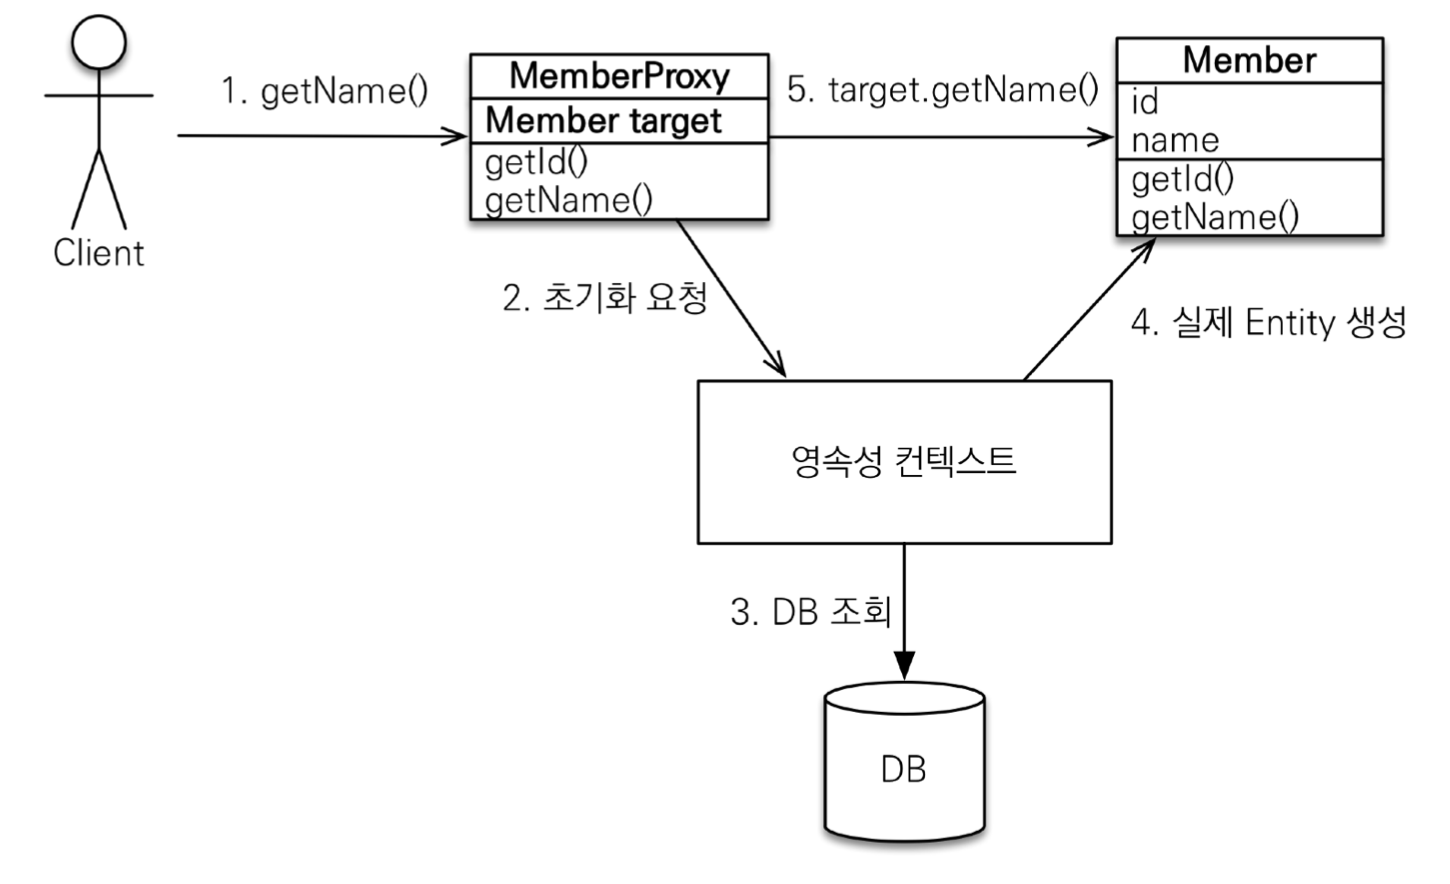 1. getName()
Client
MemberProxy
Member target
getId()
getName()
5. target.getName()
Member
id
name
getId()
getName()
2. 초기화 요청
4. 실제 Entity 생성
영속성 컨텍스트
3. DB 조회
DB